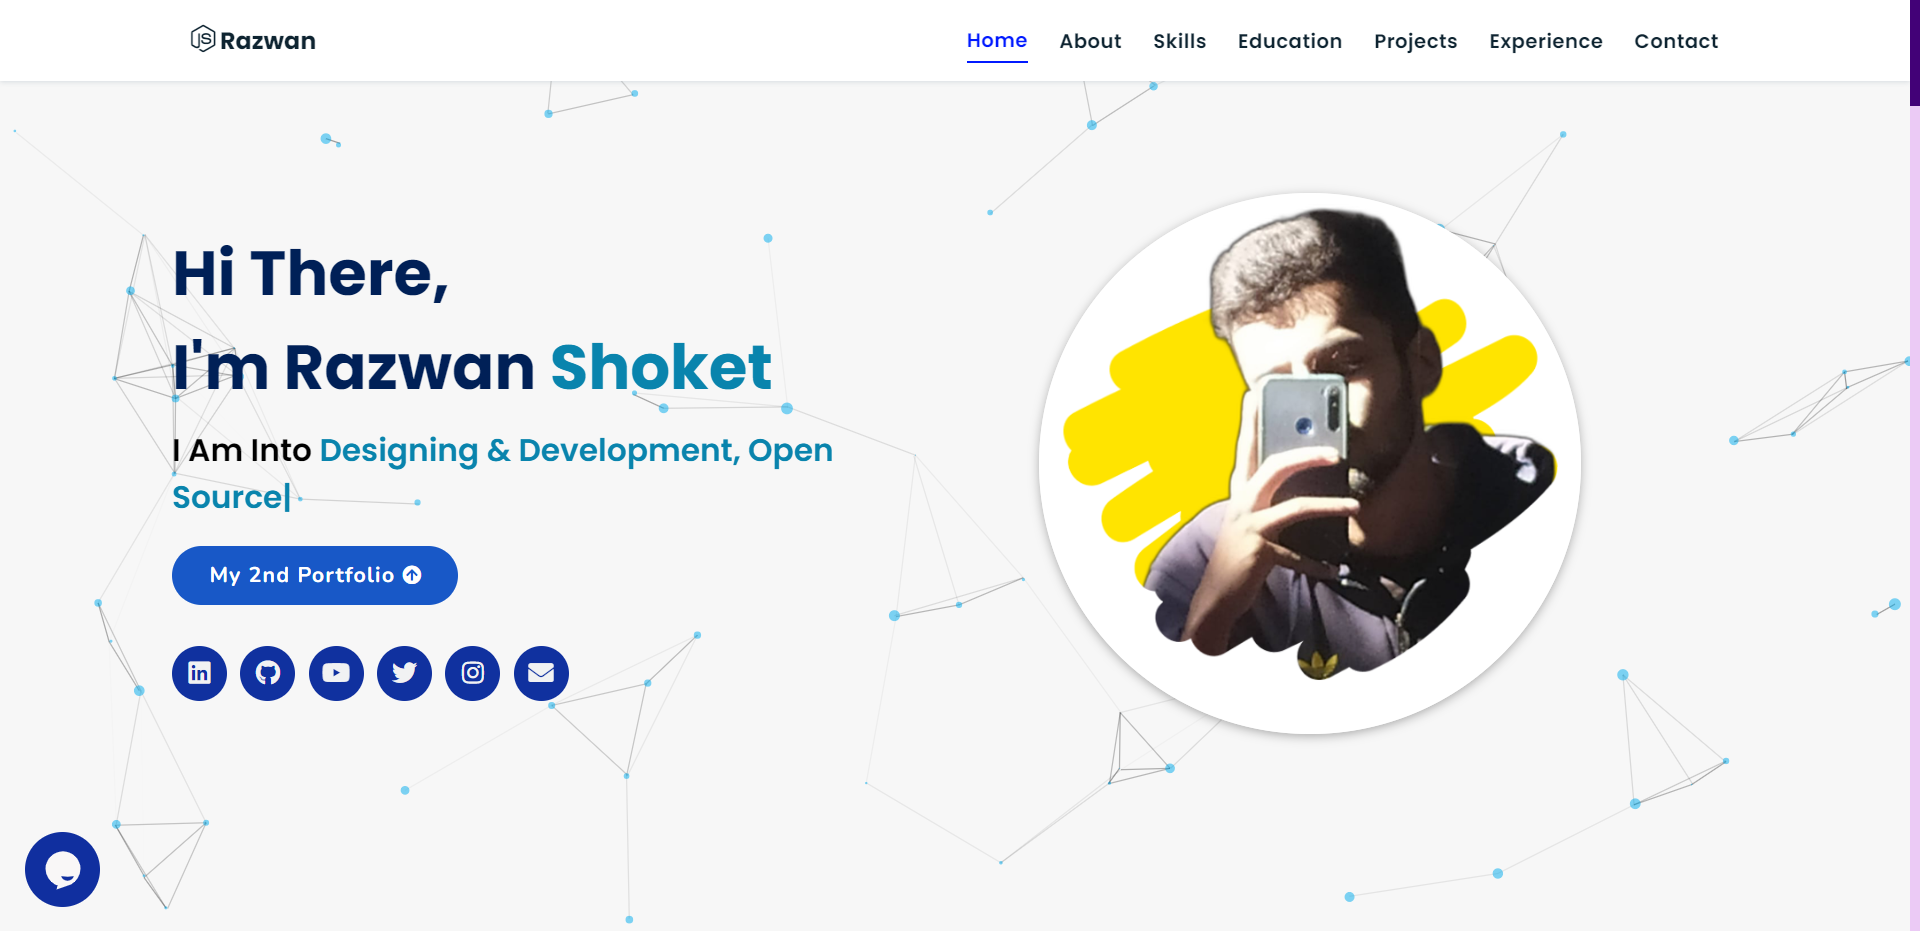 Razwan
Home About Skills Education Projects Experience Contact
Hi There,
I'm Razwan Shoket
I Am Into Designing & Development, Open
Source|
My 2nd Portfolio